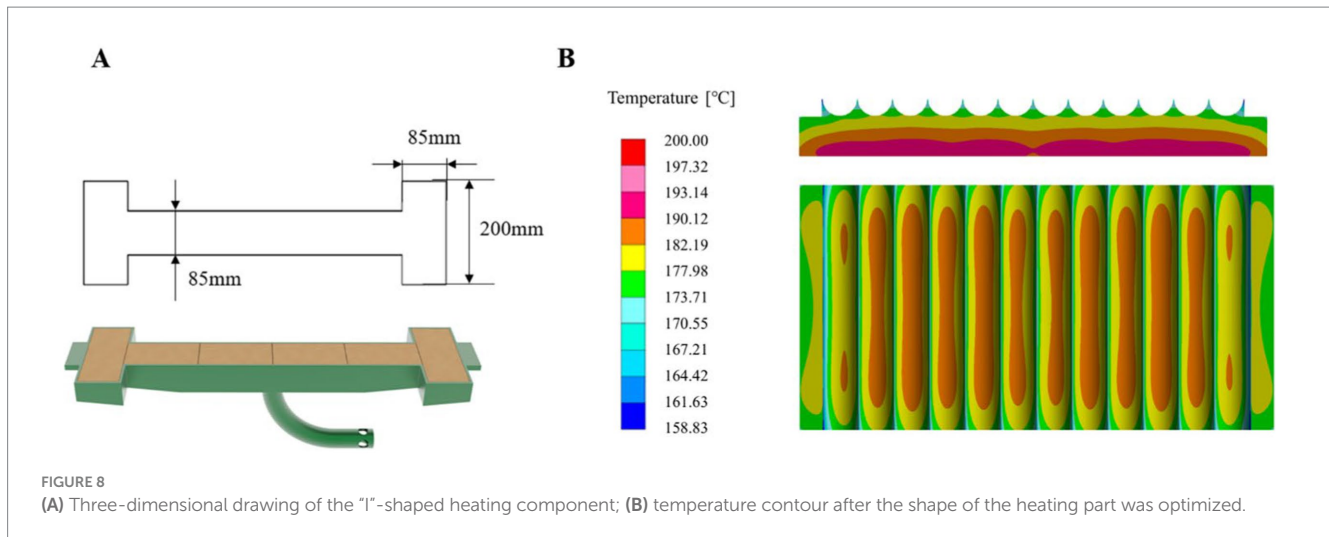 A
85mm
200mm
85mm
B
Temperature [℃]
200.00
197.32
193.14
190.12
182.19
177.98
173.71
170.55
167.21
164.42
161.63
158.83
FIGURE 8
(A) Three-dimensional drawing of the "I"-shaped heating component; (B) temperature contour after the shape of the heating part was optimized.